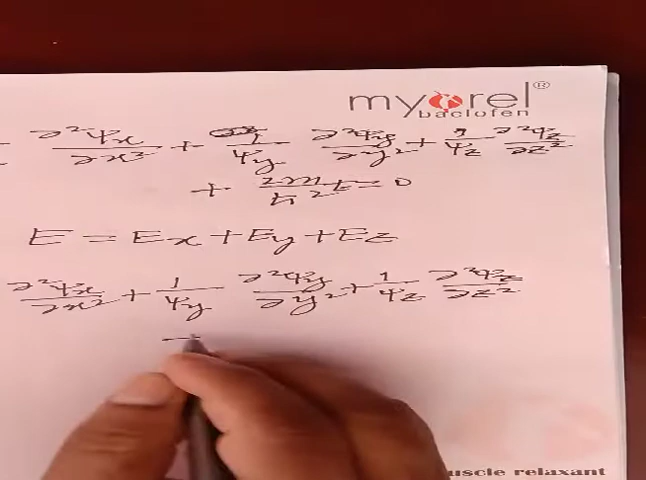 myorel®
baclofen
∂²ψx/∂x² + 1/ψy ∂²ψy/∂y² + 1/ψz ∂²ψz/∂z²
+ 2m/ħ² E = 0
E = Ex + Ey + Ez
∂²ψx/∂x² + 1/ψy ∂²ψy/∂y² + 1/ψz ∂²ψz/∂z²
uscle relaxant